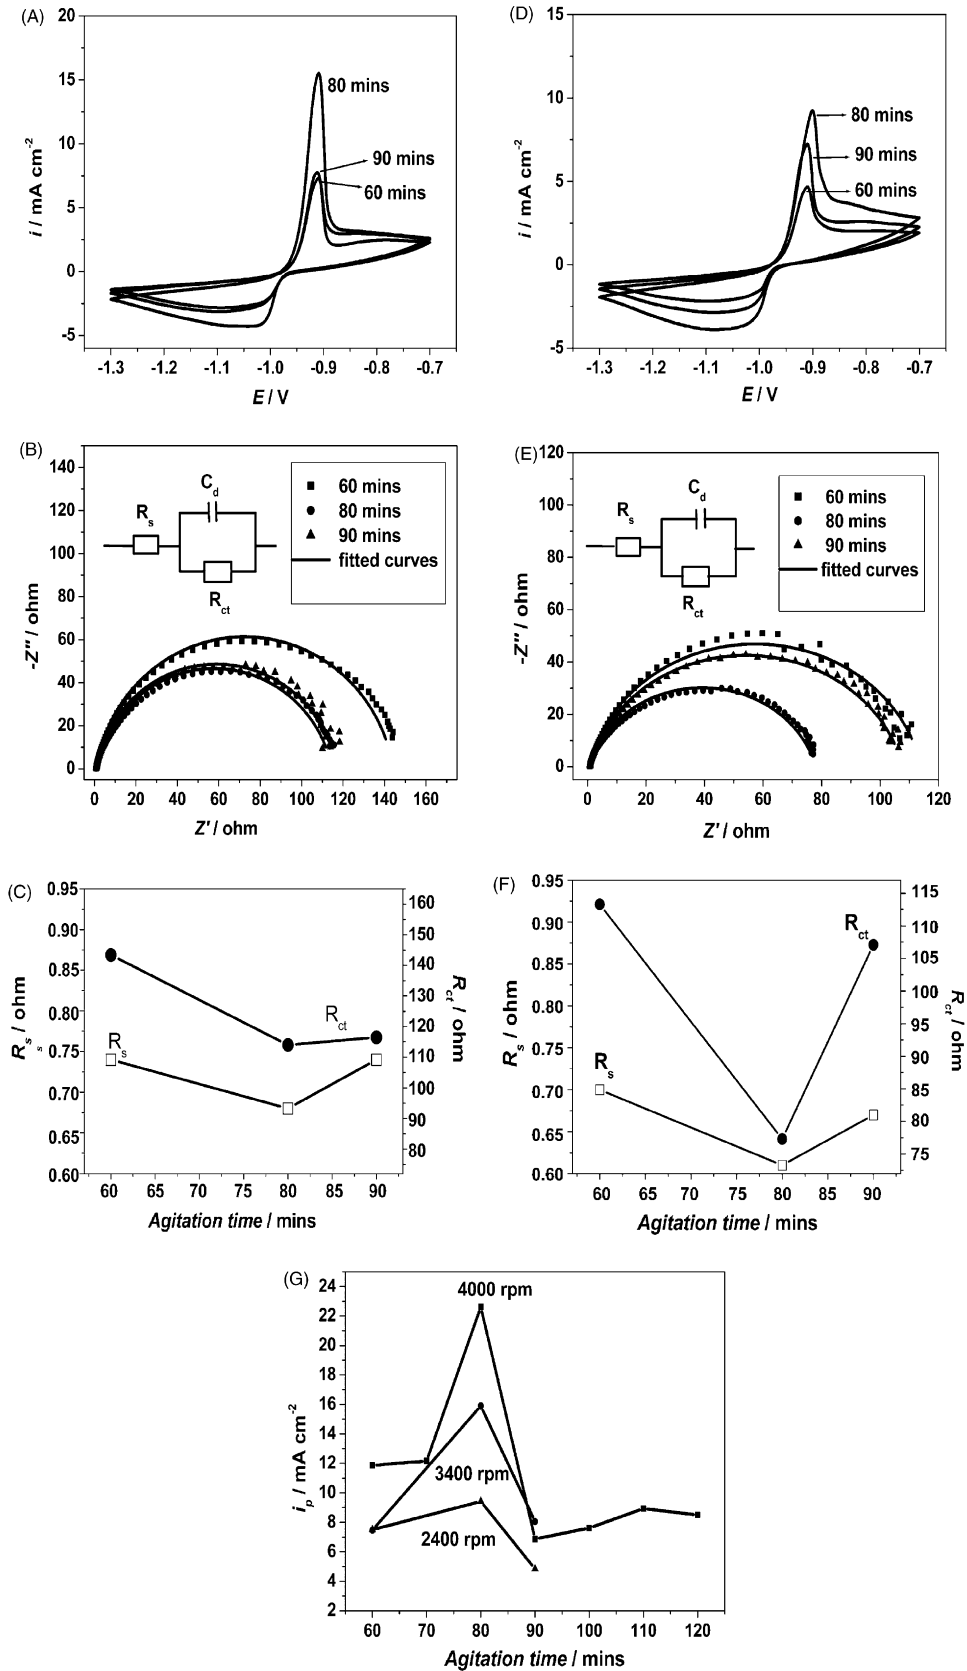 (A)
20
15
10
5
0
-5
i / mA cm-2
80 mins
90 mins
60 mins
-1.3 -1.2 -1.1 -1.0 -0.9 -0.8 -0.7
E / V
(D)
15
10
5
0
-5
i / mA cm-2
80 mins
90 mins
60 mins
-1.3 -1.2 -1.1 -1.0 -0.9 -0.8 -0.7
E / V
(B)
140
120
100
80
60
40
20
0
-Z" / ohm
Rs
Cd
Rct
60 mins
80 mins
90 mins
fitted curves
0 20 40 60 80 100 120 140 160
Z' / ohm
(E)
120
100
80
60
40
20
0
-Z" / ohm
Rs
Cd
Rct
60 mins
80 mins
90 mins
fitted curves
0 20 40 60 80 100 120
Z' / ohm
(C)
0.95
0.90
0.85
0.80
0.75
0.70
0.65
0.60
Rs s / ohm
Rs
Rct
160
150
140
130
120
110
100
90
80
Rct / ohm
60 65 70 75 80 85 90
Agitation time / mins
(F)
0.95
0.90
0.85
0.80
0.75
0.70
0.65
0.60
Rs / ohm
Rs
Rct
115
110
105
100
95
90
85
80
75
Rct / ohm
60 65 70 75 80 85 90
Agitation time / mins
(G)
24
22
20
18
16
14
12
10
8
6
4
2
ip / mA cm-2
4000 rpm
3400 rpm
2400 rpm
60 70 80 90 100 110 120
Agitation time / mins